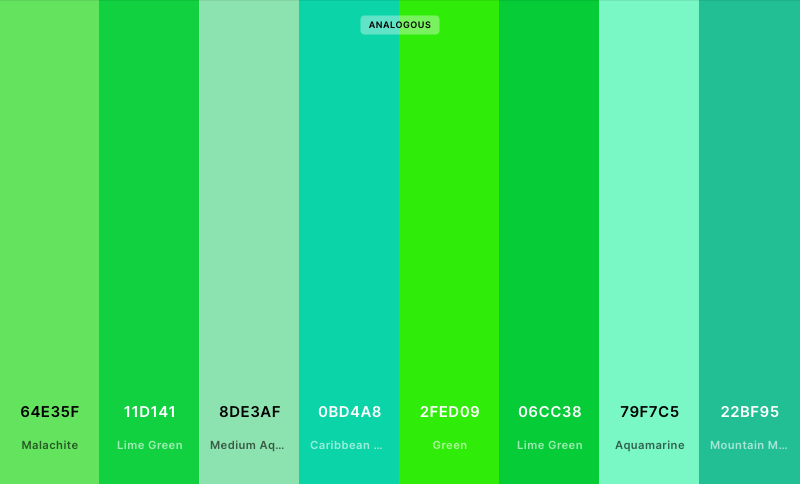 ANALOGOUS
64E35F 11D141 8DE3AF 0BD4A8 2FED09 06CC38 79F7C5 22BF95
Malachite Lime Green Medium Aq... Caribbean ... Green Lime Green Aquamarine Mountain M...